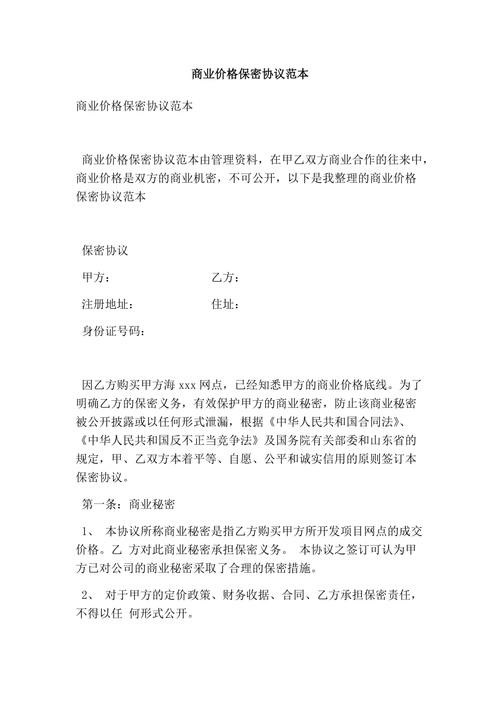 商业价格保密协议范本
商业价格保密协议范本
商业价格保密协议范本由管理资料，在甲乙双方商业合作的往来中，
商业价格是双方的商业机密，不可公开，以下是我整理的商业价格
保密协议范本
保密协议
甲方： 乙方：
注册地址： 住址：
身份证号码：
因乙方购买甲方海 xxx 网点，已经知悉甲方的商业价格底线。为了
明确乙方的保密义务，有效保护甲方的商业秘密，防止该商业秘密
被公开披露或以任何形式泄漏，根据《中华人民共和国合同法》、
《中华人民共和国反不正当竞争法》及国务院有关部委和山东省的
规定，甲、乙双方本着平等、自愿、公平和诚实信用的原则签订本
保密协议。
第一条：商业秘密
1、 本协议所称商业秘密是指乙方购买甲方所开发项目网点的成交
价格。乙 方对此商业秘密承担保密义务。 本协议之签订可认为甲
方已对公司的商业秘密采取了合理的保密措施。
2、 对于甲方的定价政策、财务收据、合同、乙方承担保密责任，
不得以任 何形式公开。